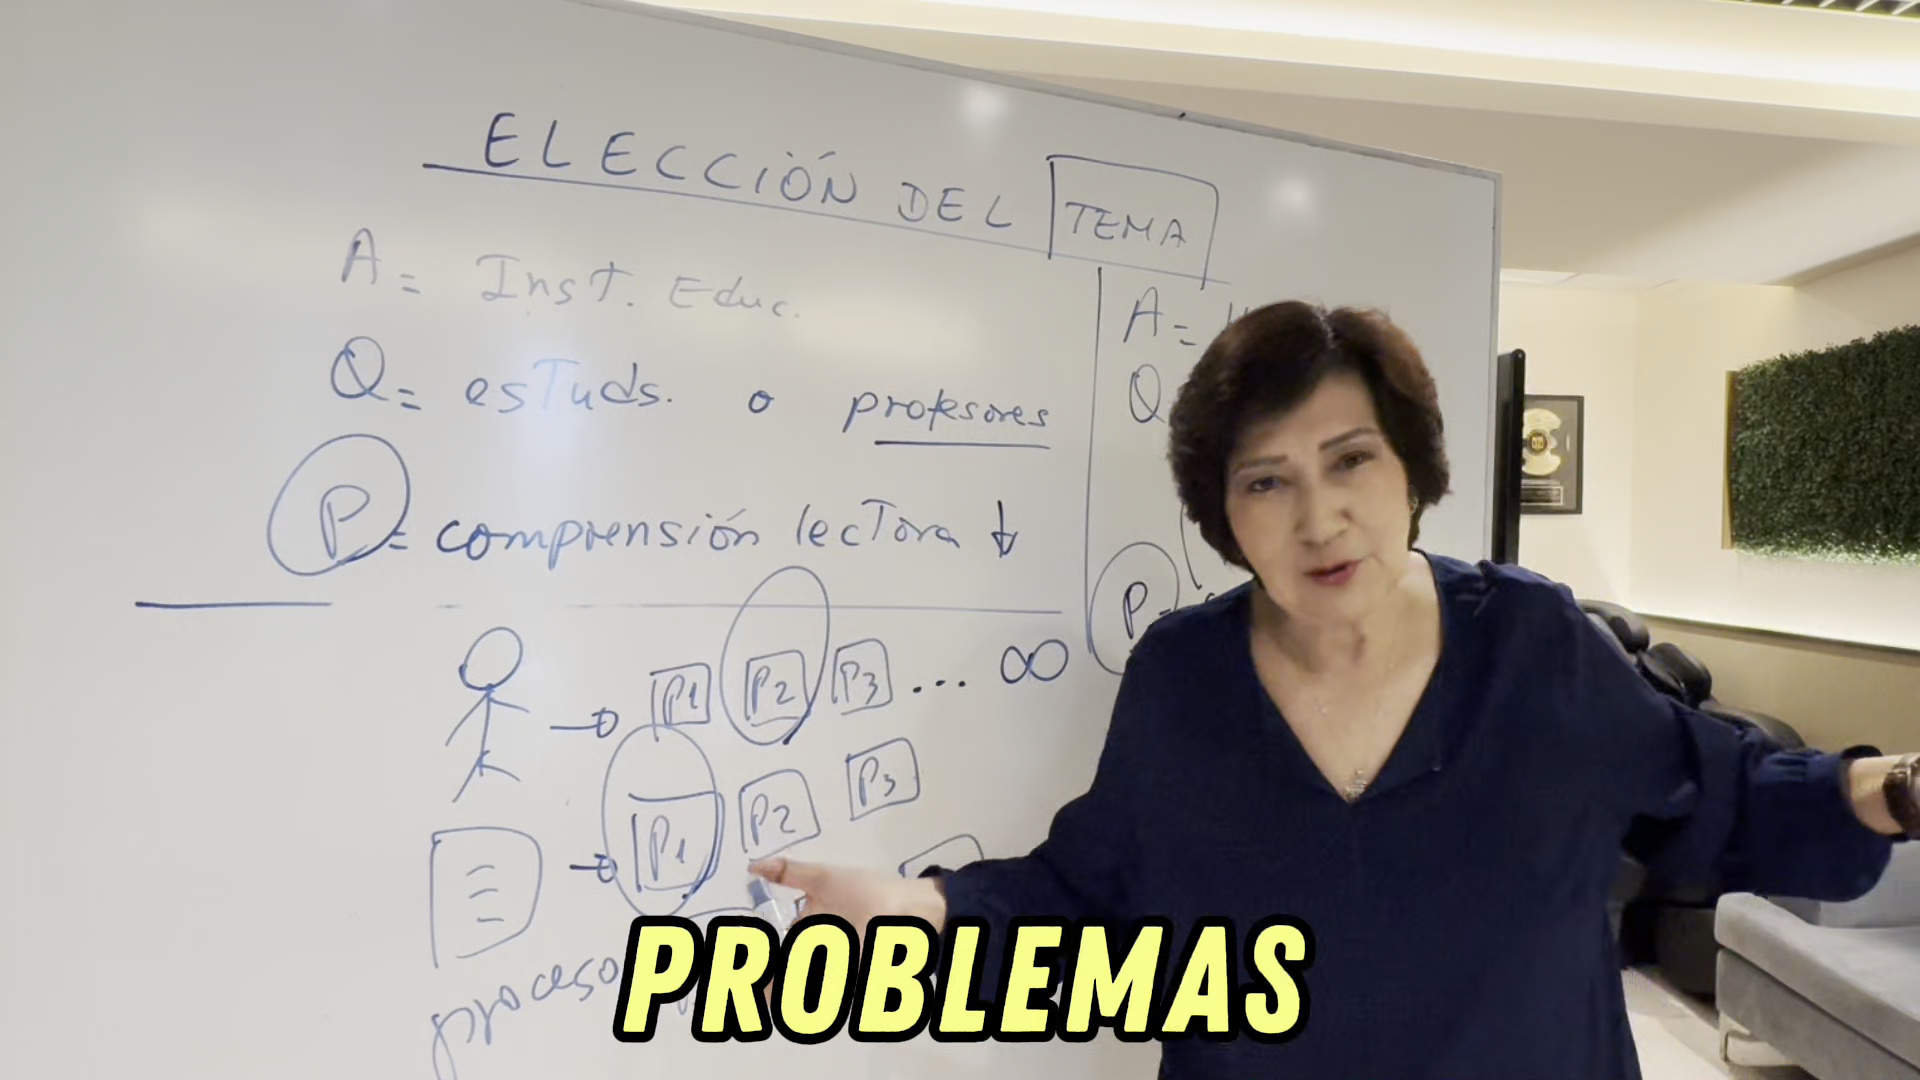 ELECCIÓN DEL TEMA
A = Inst. Educ.
Q = estuds. o profesores
P = comprensión lectora ↓
A =
Q
P =
P1 P2 P3 ... ∞
P1 P2 P3
proceso
PROBLEMAS